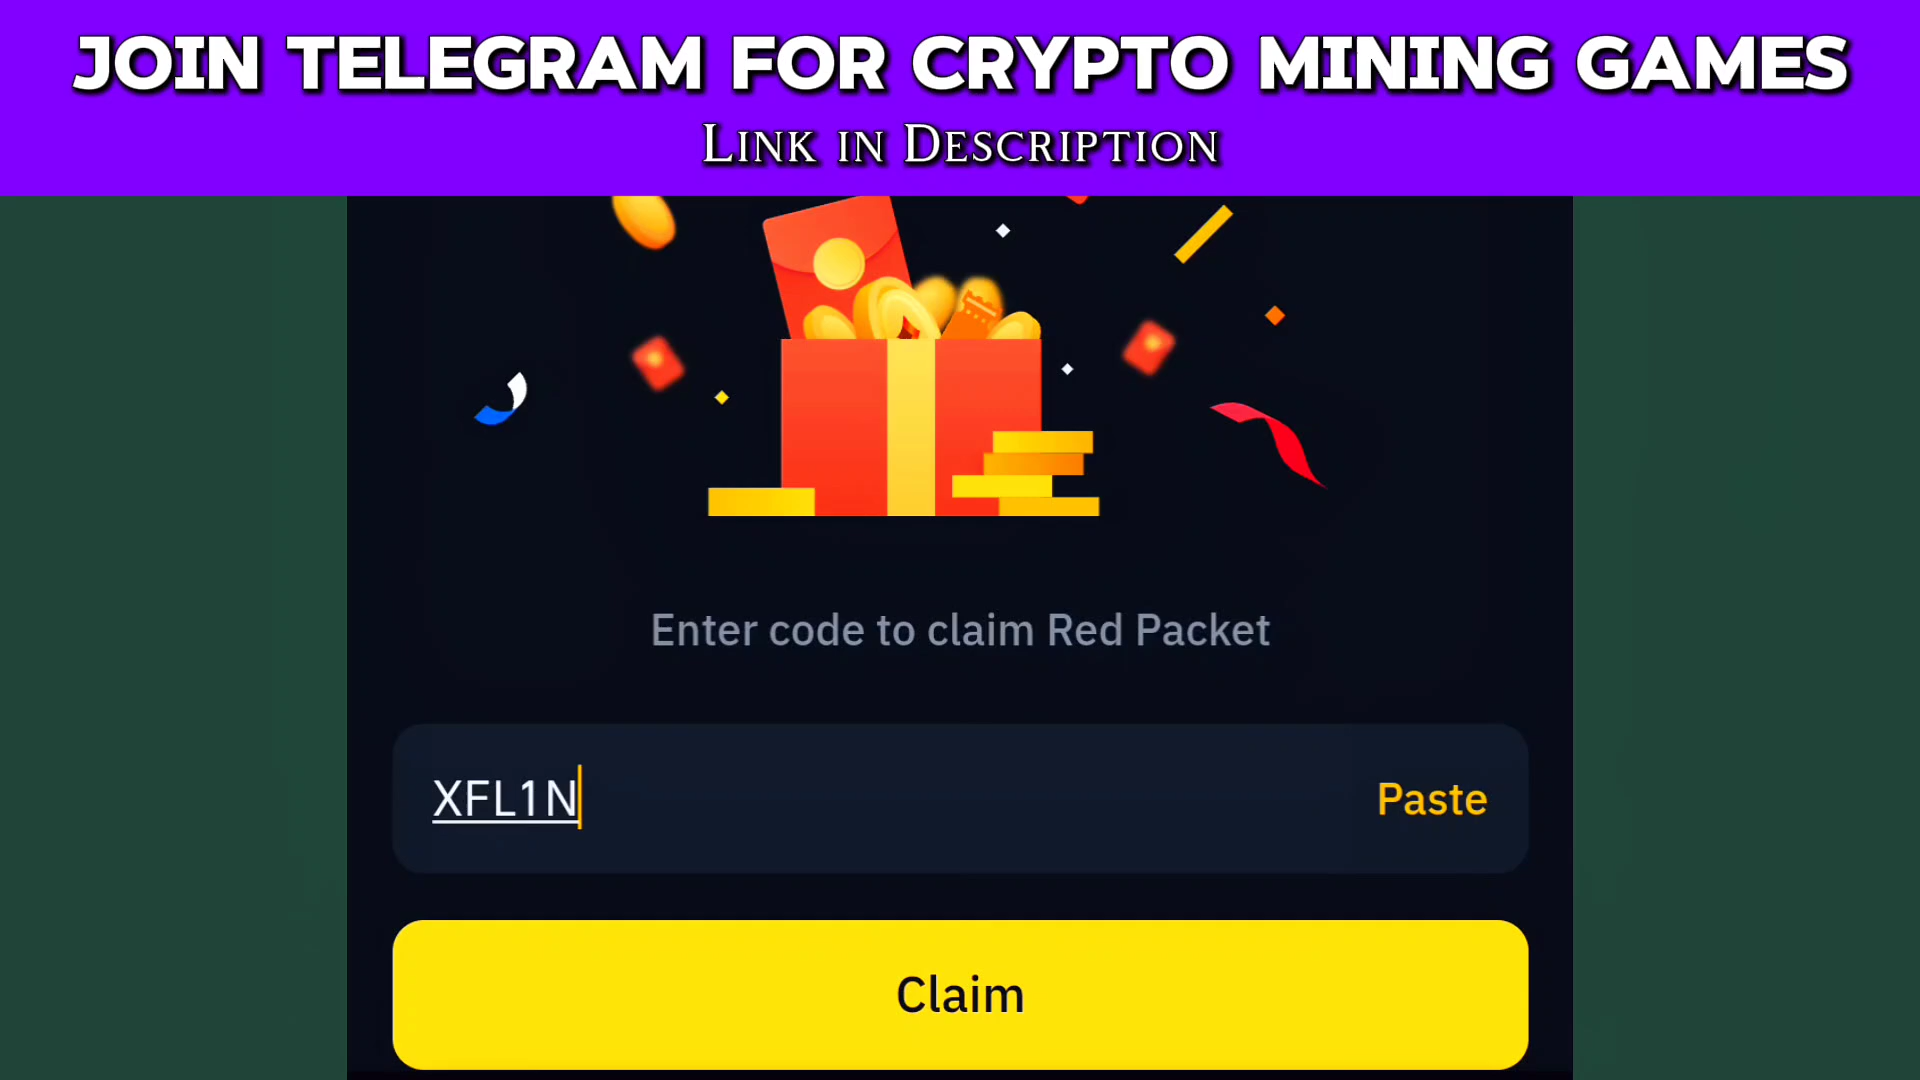 JOIN TELEGRAM FOR CRYPTO MINING GAMES
Link in Description
Enter code to claim Red Packet
XFL1N
Paste
Claim